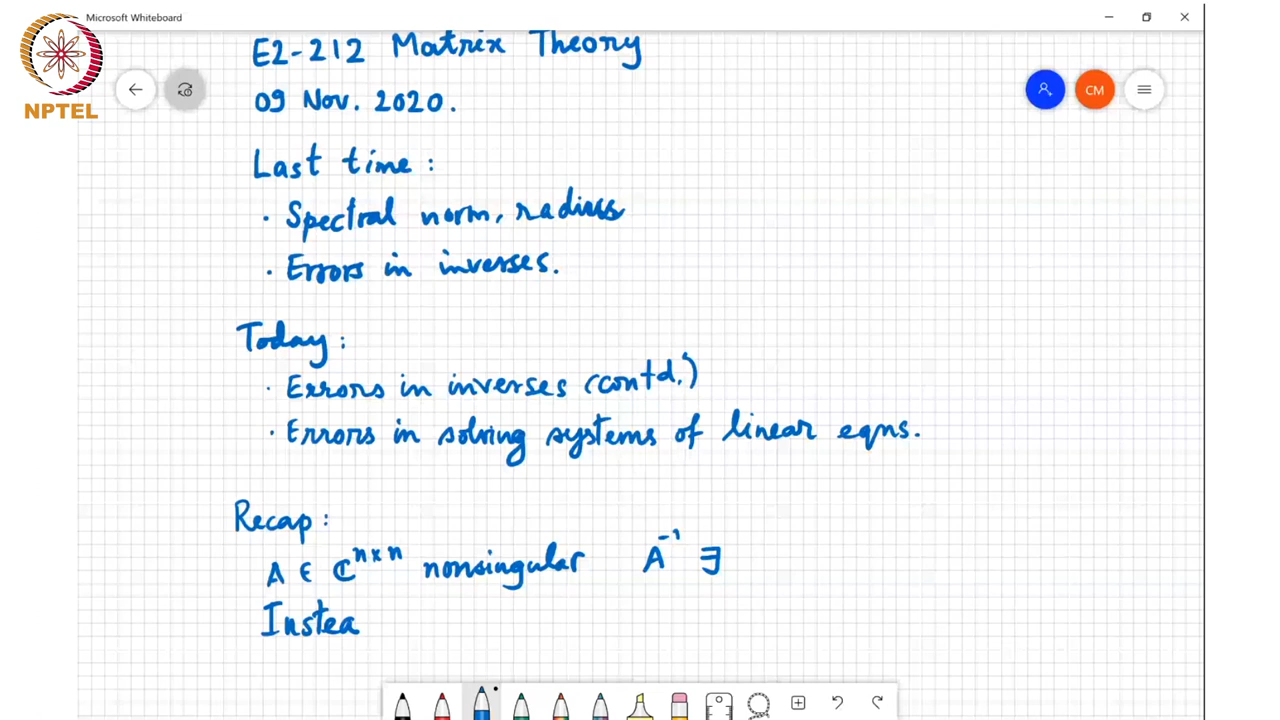 Microsoft Whiteboard
NPTEL
CM
E2-212 Matrix Theory
09 Nov. 2020.
Last time :
· Spectral norm, radius
· Errors in inverses.
Today :
· Errors in inverses (contd.)
· Errors in solving systems of linear eqns.
Recap :
A ∈ ℂⁿˣⁿ nonsingular A⁻¹ ∃
Instea